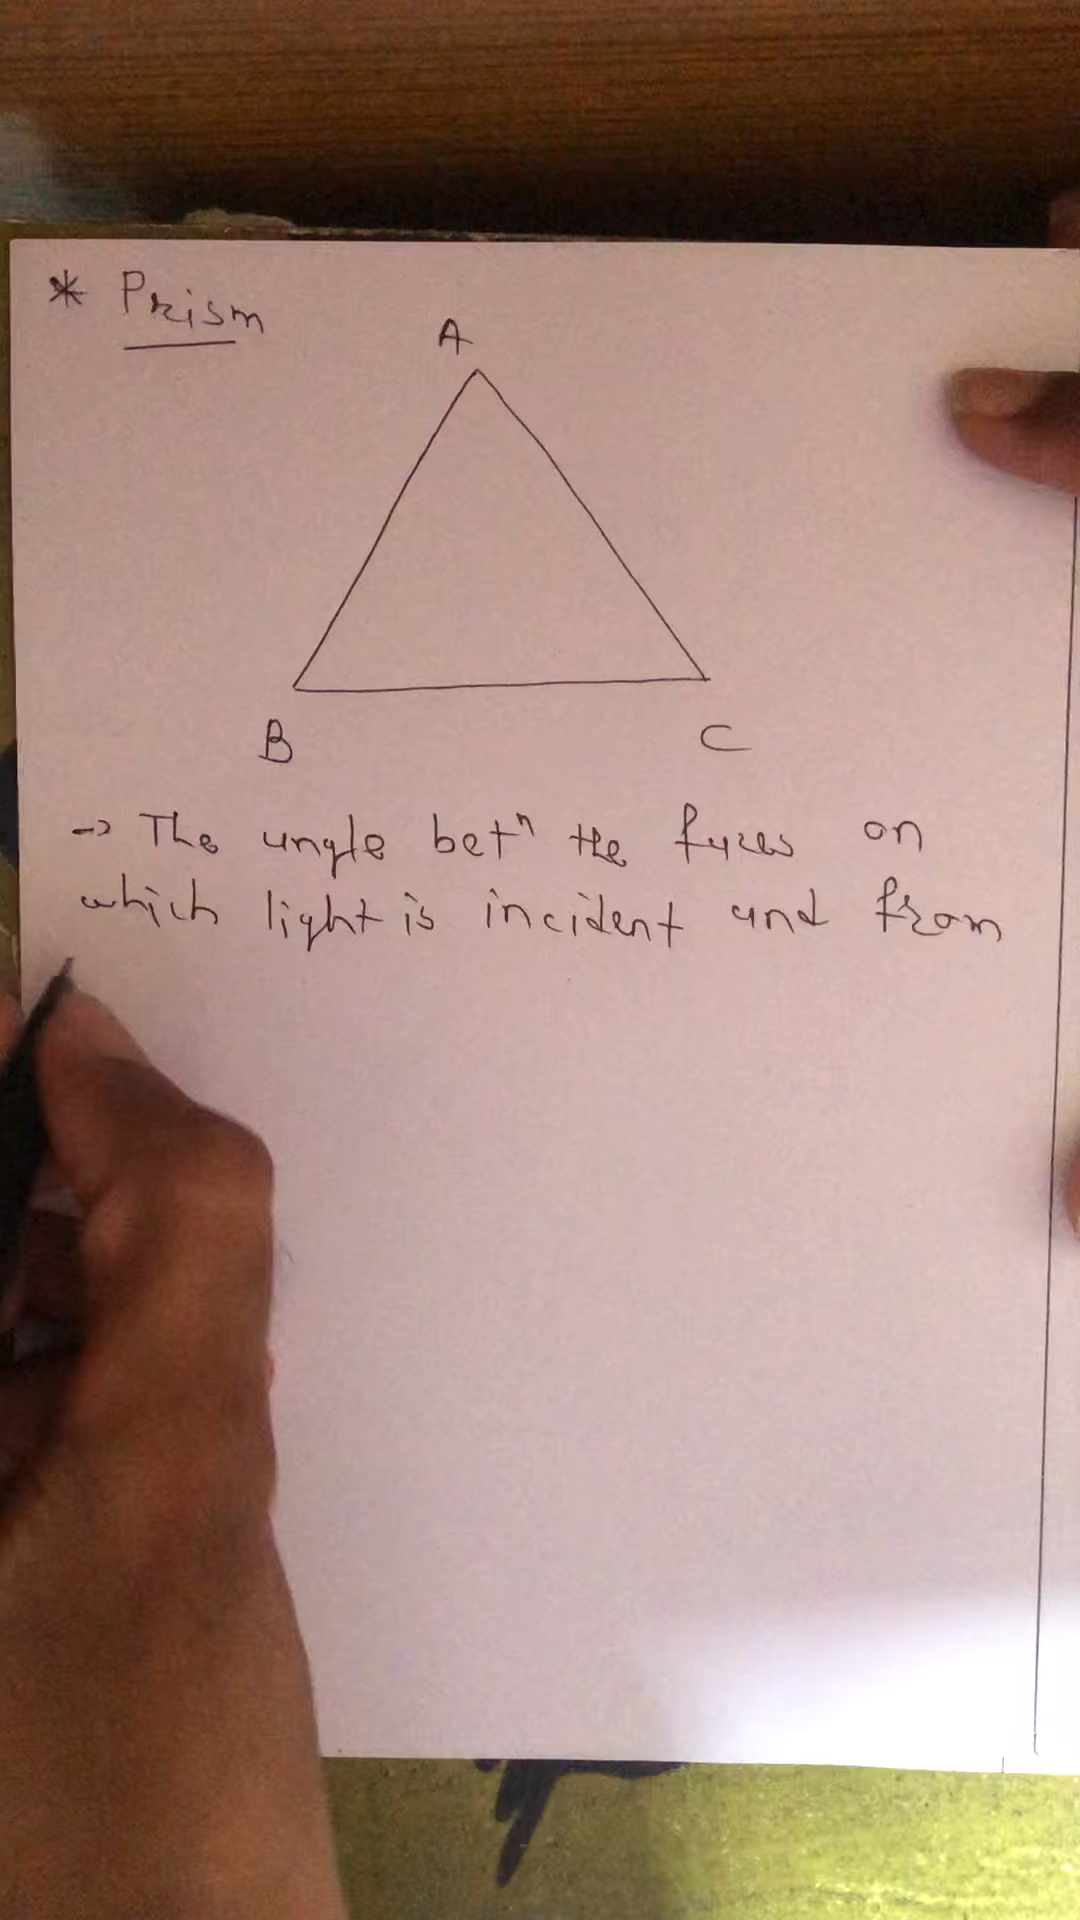 * Prism
A
B
C
-> The angle betⁿ the faces on
which light is incident and from